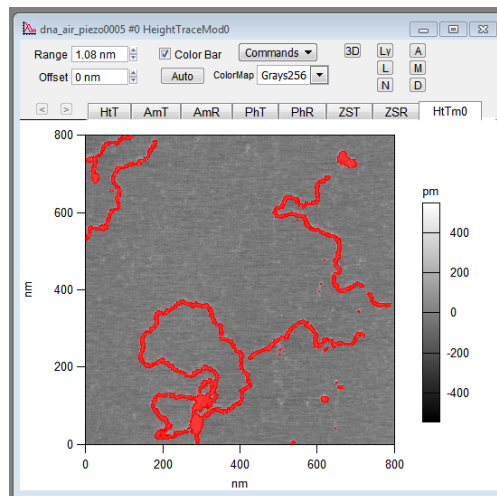 dna_air_piezo0005 #0 HeightTraceMod0
Range 1.08 nm Color Bar Commands 3D Ly A
L M
Offset 0 nm Auto ColorMap Grays256 N D
< > HtT AmT AmR PhT PhR ZST ZSR HtTm0
800
600
400
200
0
nm
0 200 400 600 800
nm
pm
400
200
0
-200
-400